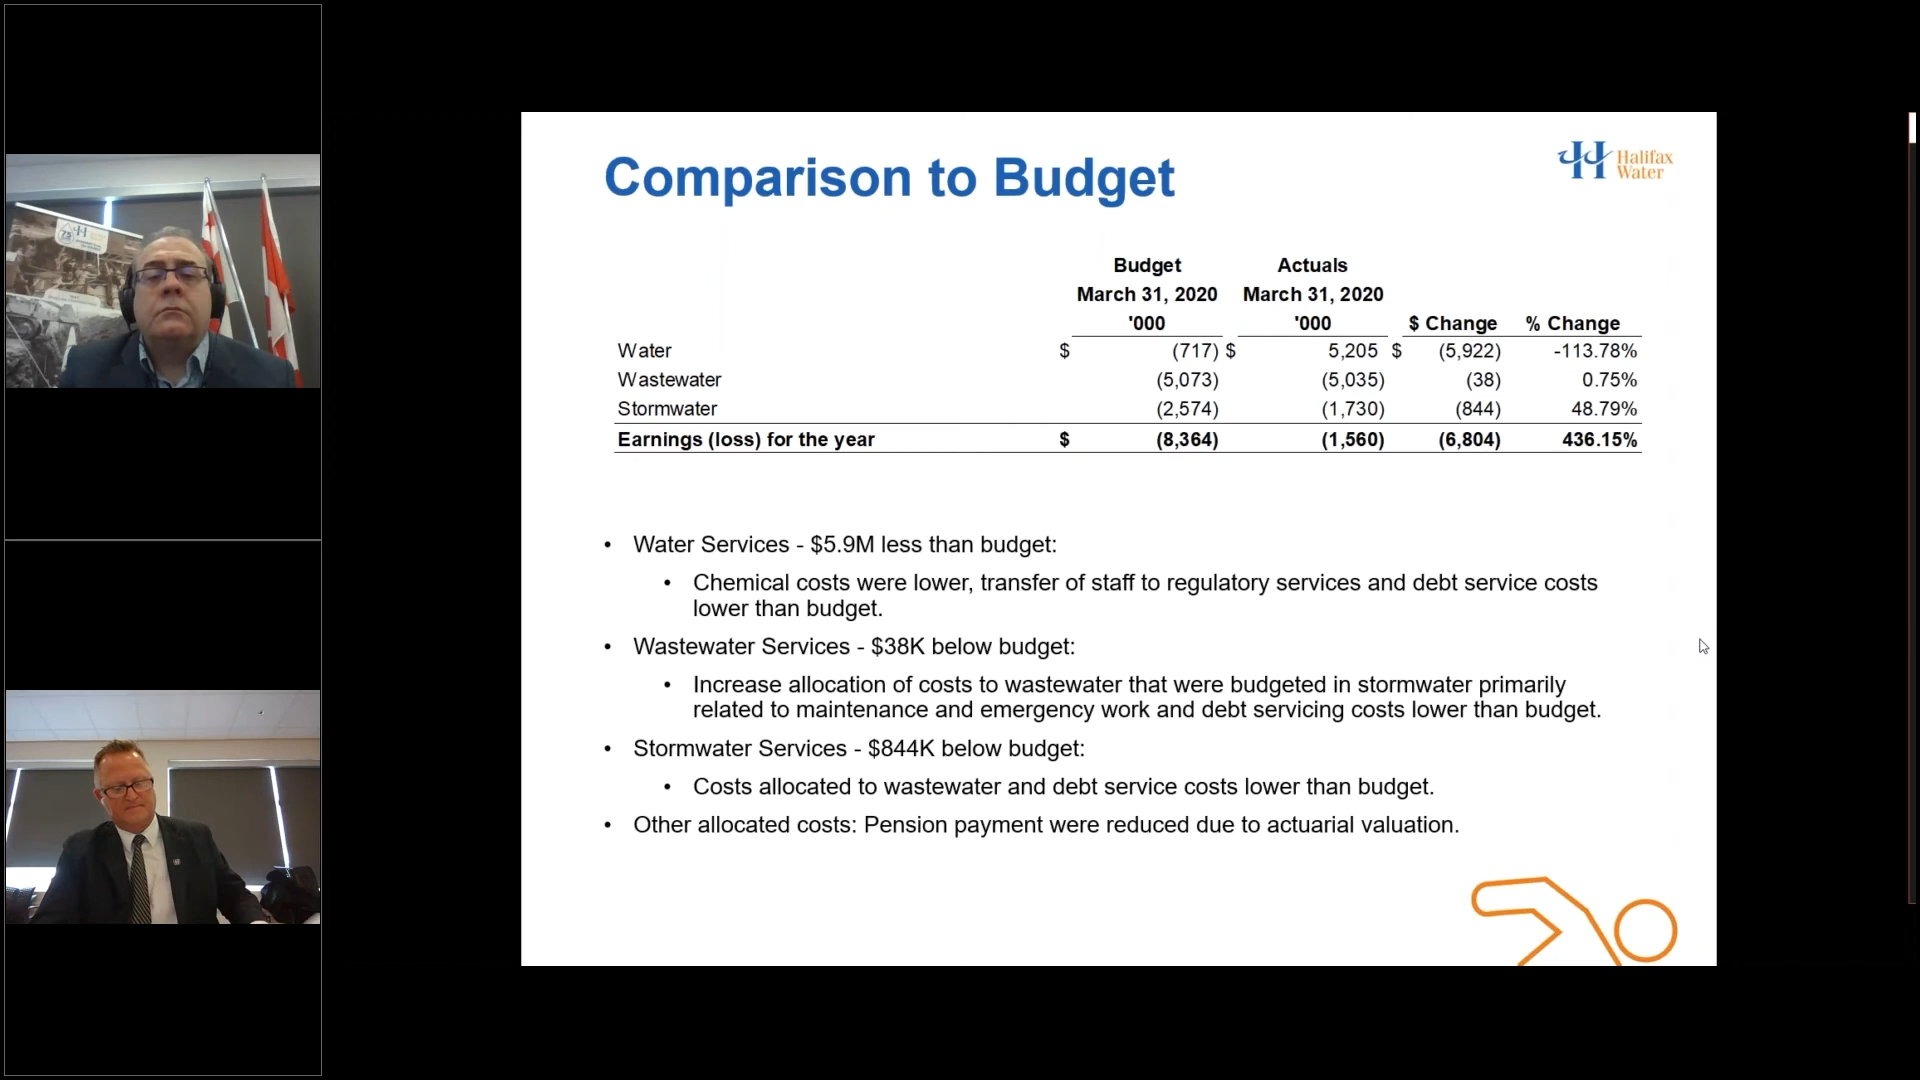 Comparison to Budget
Halifax
Water
Budget Actuals
March 31, 2020 March 31, 2020
'000 '000 $ Change % Change
Water $ (717) $ 5,205 $ (5,922) -113.78%
Wastewater (5,073) (5,035) (38) 0.75%
Stormwater (2,574) (1,730) (844) 48.79%
Earnings (loss) for the year $ (8,364) (1,560) (6,804) 436.15%
• Water Services - $5.9M less than budget:
• Chemical costs were lower, transfer of staff to regulatory services and debt service costs
lower than budget.
• Wastewater Services - $38K below budget:
• Increase allocation of costs to wastewater that were budgeted in stormwater primarily
related to maintenance and emergency work and debt servicing costs lower than budget.
• Stormwater Services - $844K below budget:
• Costs allocated to wastewater and debt service costs lower than budget.
• Other allocated costs: Pension payment were reduced due to actuarial valuation.